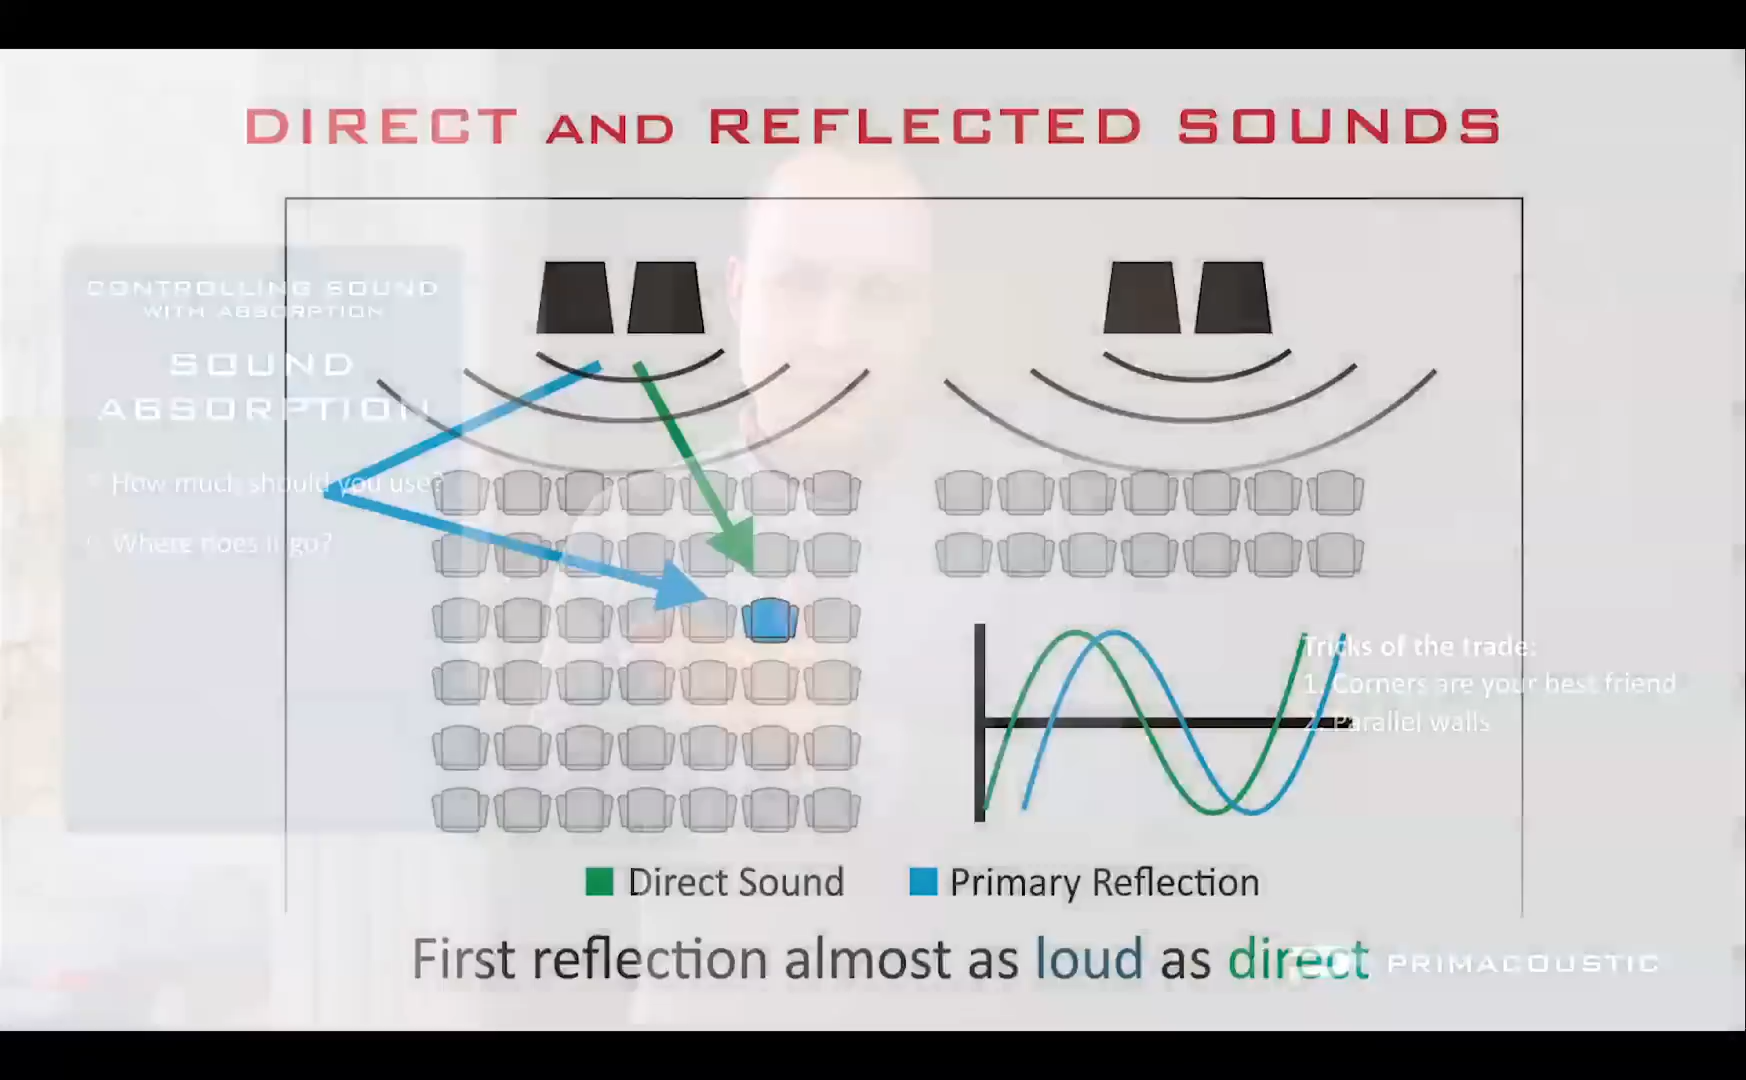 DIRECT AND REFLECTED SOUNDS
CONTROLLING SOUND
WITH ABSORPTION
SOUND
ABSORPTION
How much should you use?
Where does it go?
Tricks of the trade:
1. Corners are your best friend
2. Parallel walls
Direct Sound
Primary Reflection
First reflection almost as loud as direct
PRIMACOUSTIC